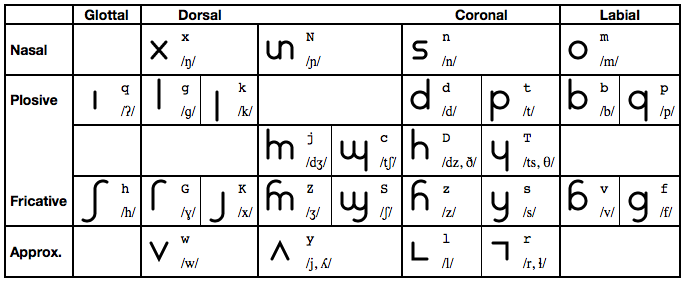 Glottal Dorsal Coronal Labial
Nasal x N n m
/ŋ/ /ɲ/ /n/ /m/
Plosive q g k d t b p
/ʔ/ /g/ /k/ /d/ /t/ /b/ /p/
j c D T
/dʒ/ /tʃ/ /dz, ð/ /ts, θ/
Fricative h G K Z S z s v f
/h/ /ɣ/ /x/ /ʒ/ /ʃ/ /z/ /s/ /v/ /f/
Approx. w y l r
/w/ /j, ʎ/ /l/ /r, ɫ/